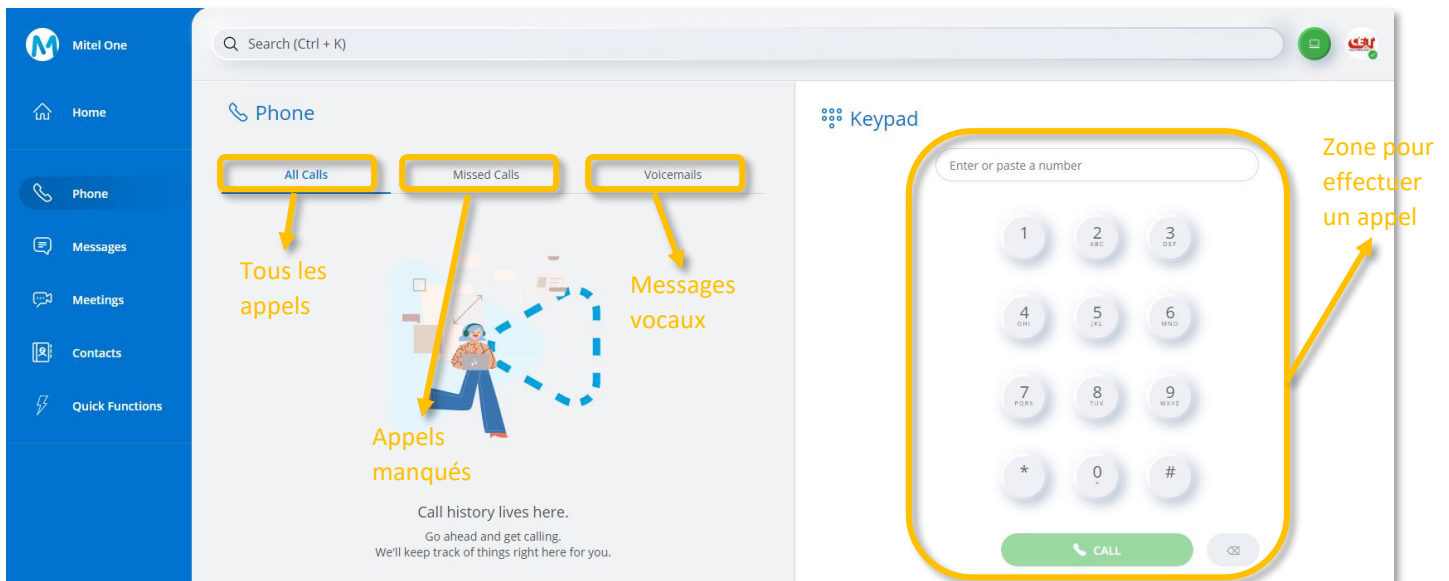 Mitel One
Search (Ctrl + K)
CET
Home
Phone
Messages
Meetings
Contacts
Quick Functions
Phone
All Calls
Missed Calls
Voicemails
Tous les
appels
Messages
vocaux
Appels
manqués
Call history lives here.
Go ahead and get calling.
We'll keep track of things right here for you.
Keypad
Enter or paste a number
1
2
ABC
3
DEF
4
GHI
5
JKL
6
MNO
7
PQRS
8
TUV
9
WXYZ
*
0
+
#
CALL
Zone pour
effectuer
un appel